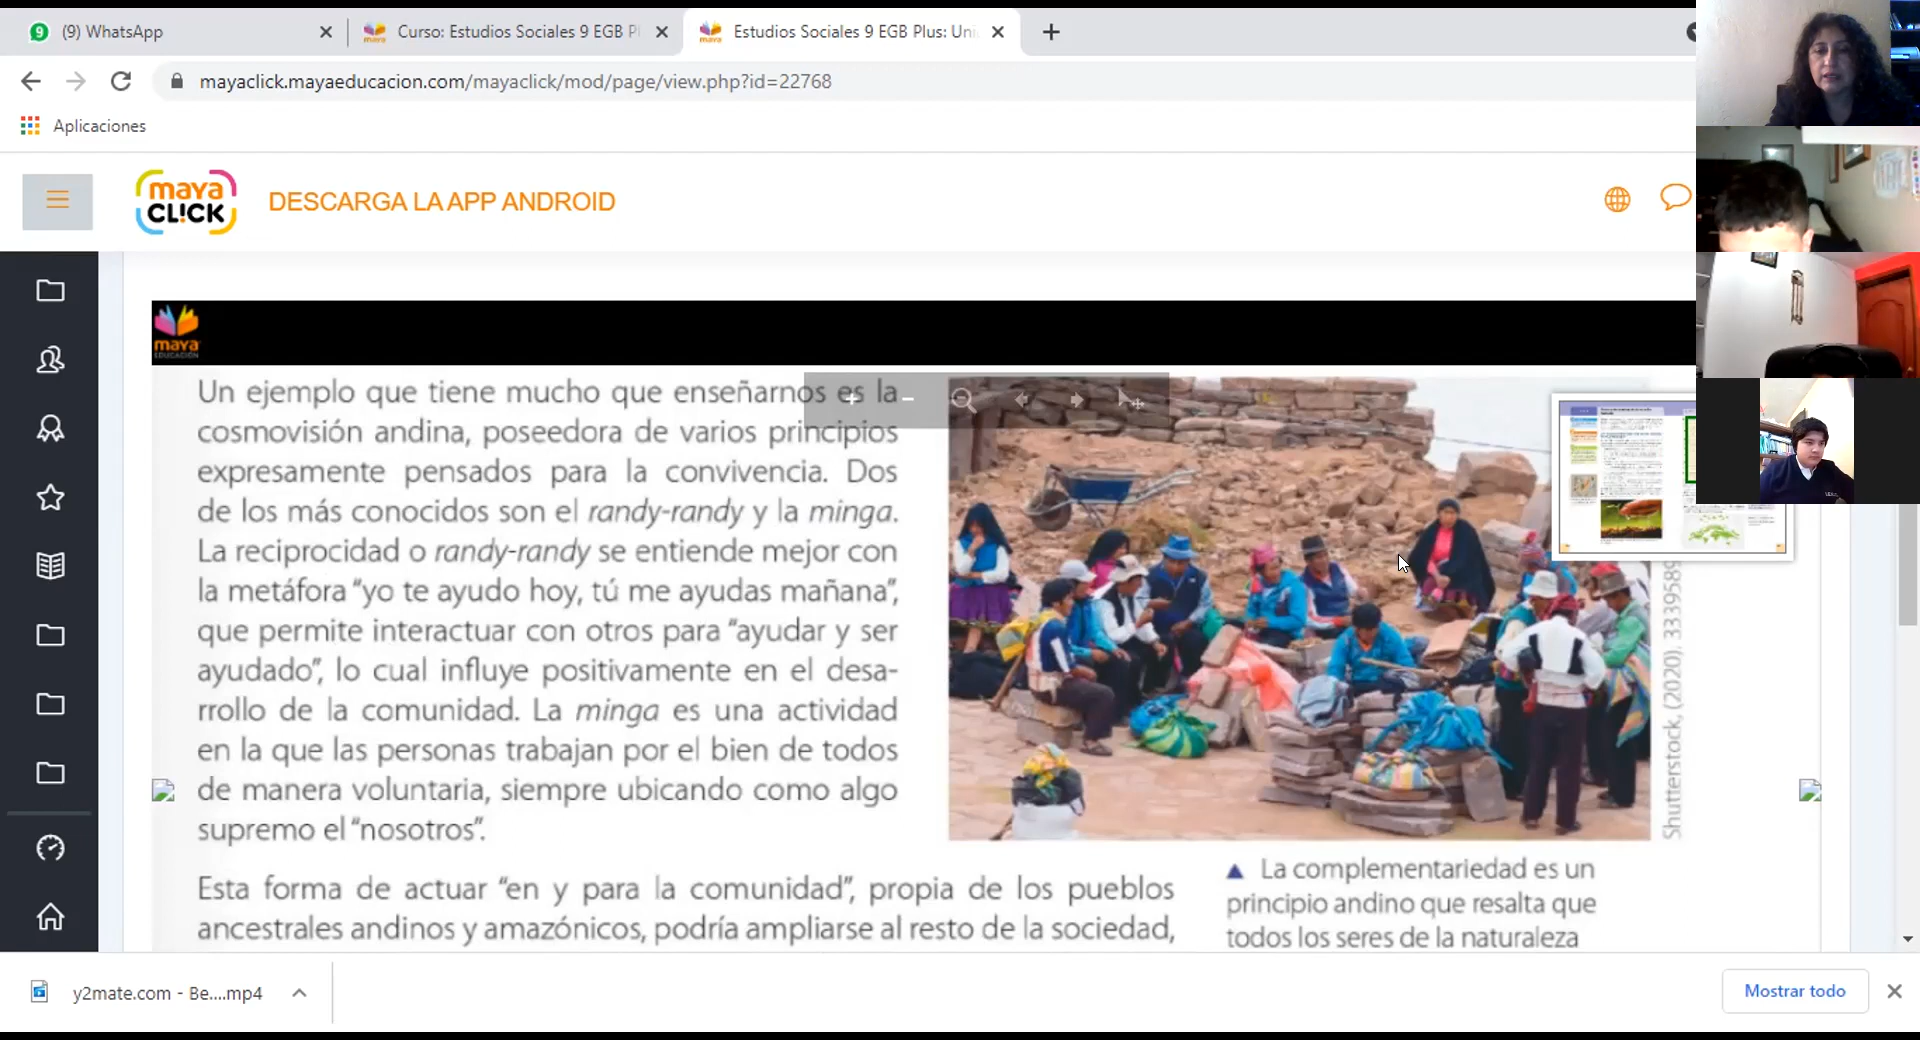 (9) WhatsApp
Curso: Estudios Sociales 9 EGB Pl
Estudios Sociales 9 EGB Plus: Uni
mayaclick.mayaeducacion.com/mayaclick/mod/page/view.php?id=22768
Aplicaciones
maya
CL!CK
DESCARGA LA APP ANDROID
maya
EDUCACIÓN
Un ejemplo que tiene mucho que enseñarnos es la
cosmovisión andina, poseedora de varios principios
expresamente pensados para la convivencia. Dos
de los más conocidos son el randy-randy y la minga.
La reciprocidad o randy-randy se entiende mejor con
la metáfora “yo te ayudo hoy, tú me ayudas mañana”,
que permite interactuar con otros para “ayudar y ser
ayudado”, lo cual influye positivamente en el desa-
rrollo de la comunidad. La minga es una actividad
en la que las personas trabajan por el bien de todos
de manera voluntaria, siempre ubicando como algo
supremo el “nosotros”.
Esta forma de actuar “en y para la comunidad”, propia de los pueblos
ancestrales andinos y amazónicos, podría ampliarse al resto de la sociedad,
Shutterstock, (2020). 3339589
▲ La complementariedad es un
principio andino que resalta que
todos los seres de la naturaleza
y2mate.com - Be....mp4
Mostrar todo